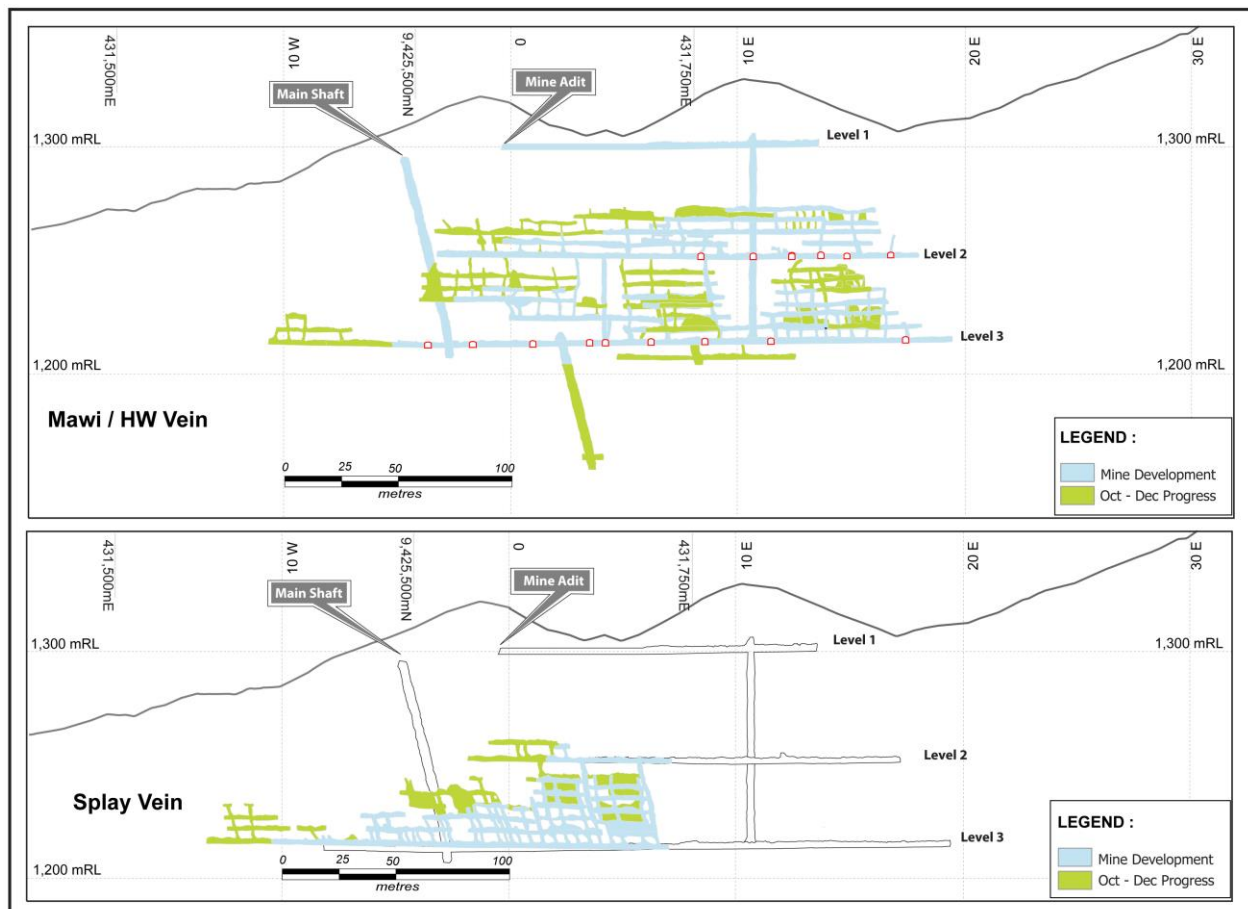 431,500mE
10 W
9,425,500mN
0
431,750mE
10 E
20 E
30 E
Main Shaft
Mine Adit
Level 1
1,300 mRL
1,300 mRL
Level 2
Level 3
1,200 mRL
1,200 mRL
Mawi / HW Vein
0 25 50 100
metres
LEGEND :
Mine Development
Oct - Dec Progress
431,500mE
10 W
9,425,500mN
0
431,750mE
10 E
20 E
30 E
Main Shaft
Mine Adit
Level 1
1,300 mRL
1,300 mRL
Level 2
Splay Vein
Level 3
1,200 mRL
1,200 mRL
0 25 50 100
metres
LEGEND :
Mine Development
Oct - Dec Progress